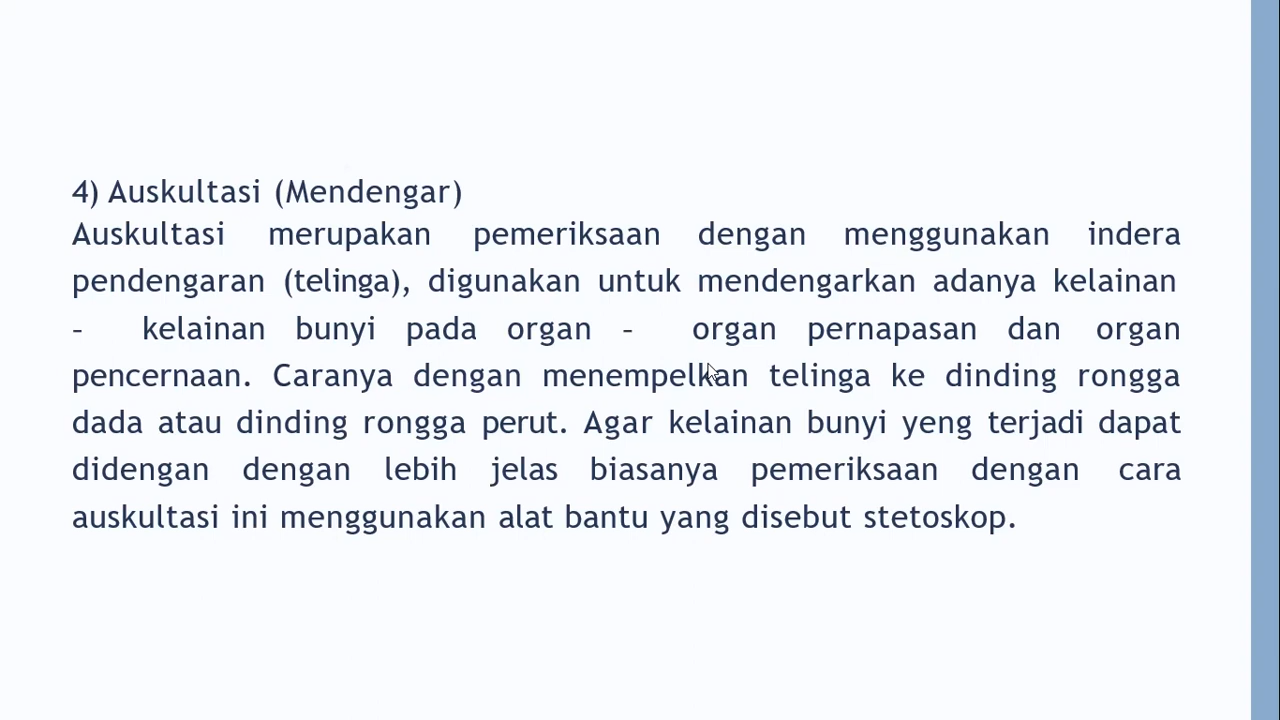 4) Auskultasi (Mendengar)
Auskultasi merupakan pemeriksaan dengan menggunakan indera
pendengaran (telinga), digunakan untuk mendengarkan adanya kelainan
- kelainan bunyi pada organ - organ pernapasan dan organ
pencernaan. Caranya dengan menempelkan telinga ke dinding rongga
dada atau dinding rongga perut. Agar kelainan bunyi yeng terjadi dapat
didengan dengan lebih jelas biasanya pemeriksaan dengan cara
auskultasi ini menggunakan alat bantu yang disebut stetoskop.